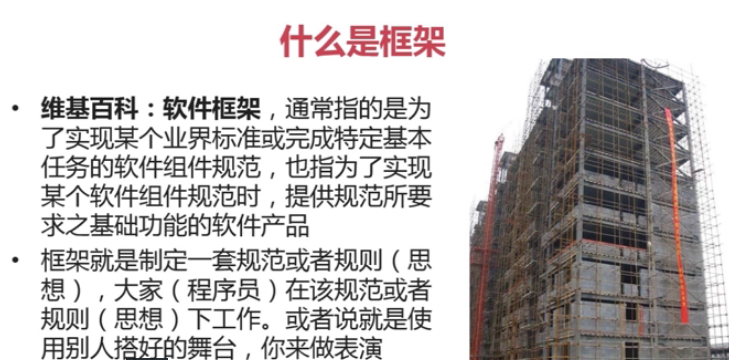 什么是框架
• 维基百科：软件框架，通常指的是为
了实现某个业界标准或完成特定基本
任务的软件组件规范，也指为了实现
某个软件组件规范时，提供规范所要
求之基础功能的软件产品
• 框架就是制定一套规范或者规则（思
想），大家（程序员）在该规范或者
规则（思想）下工作。或者说就是使
用别人搭好的舞台，你来做表演